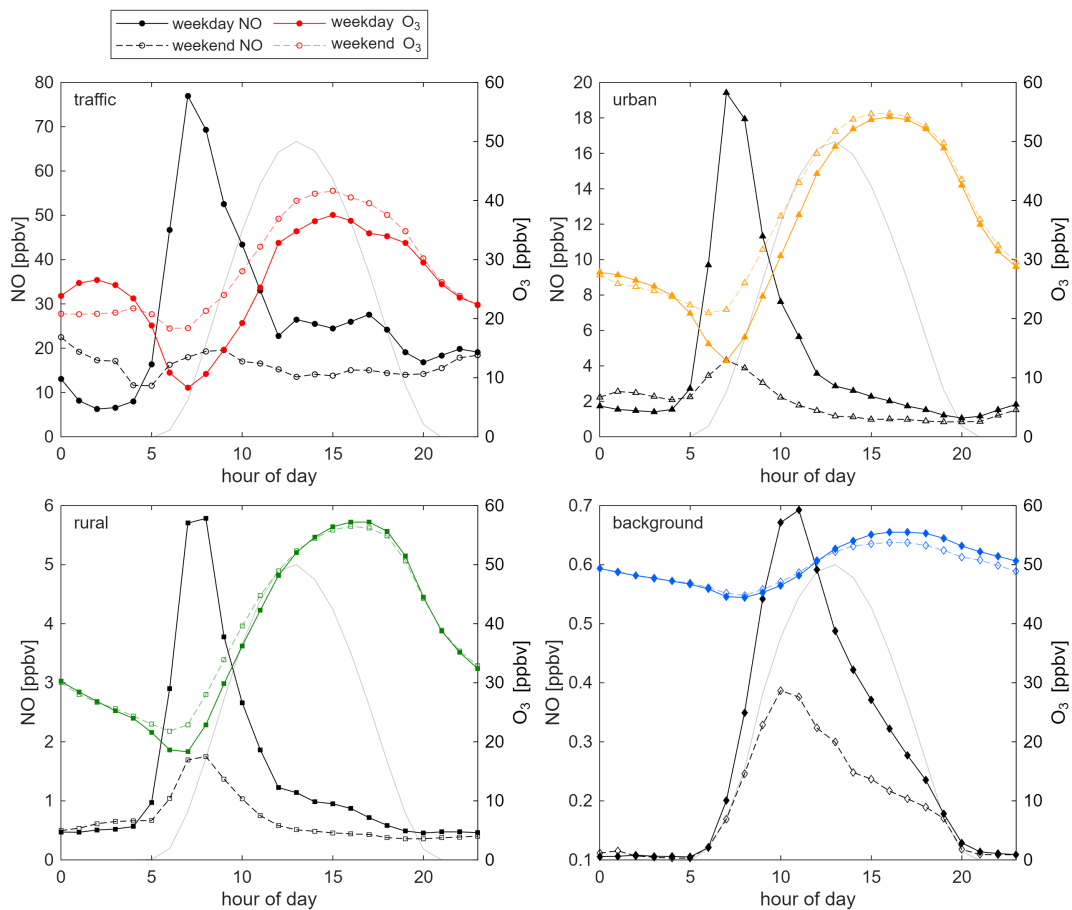 weekday NO weekday O₃
weekend NO weekend O₃
traffic
80
70
60
50
40
30
20
10
0
NO [ppbv]
60
50
40
30
20
10
0
O₃ [ppbv]
0 5 10 15 20
hour of day
urban
20
18
16
14
12
10
8
6
4
2
0
NO [ppbv]
60
50
40
30
20
10
0
O₃ [ppbv]
0 5 10 15 20
hour of day
rural
6
5
4
3
2
1
0
NO [ppbv]
60
50
40
30
20
10
0
O₃ [ppbv]
0 5 10 15 20
hour of day
background
0.7
0.6
0.5
0.4
0.3
0.2
0.1
NO [ppbv]
60
50
40
30
20
10
0
O₃ [ppbv]
0 5 10 15 20
hour of day